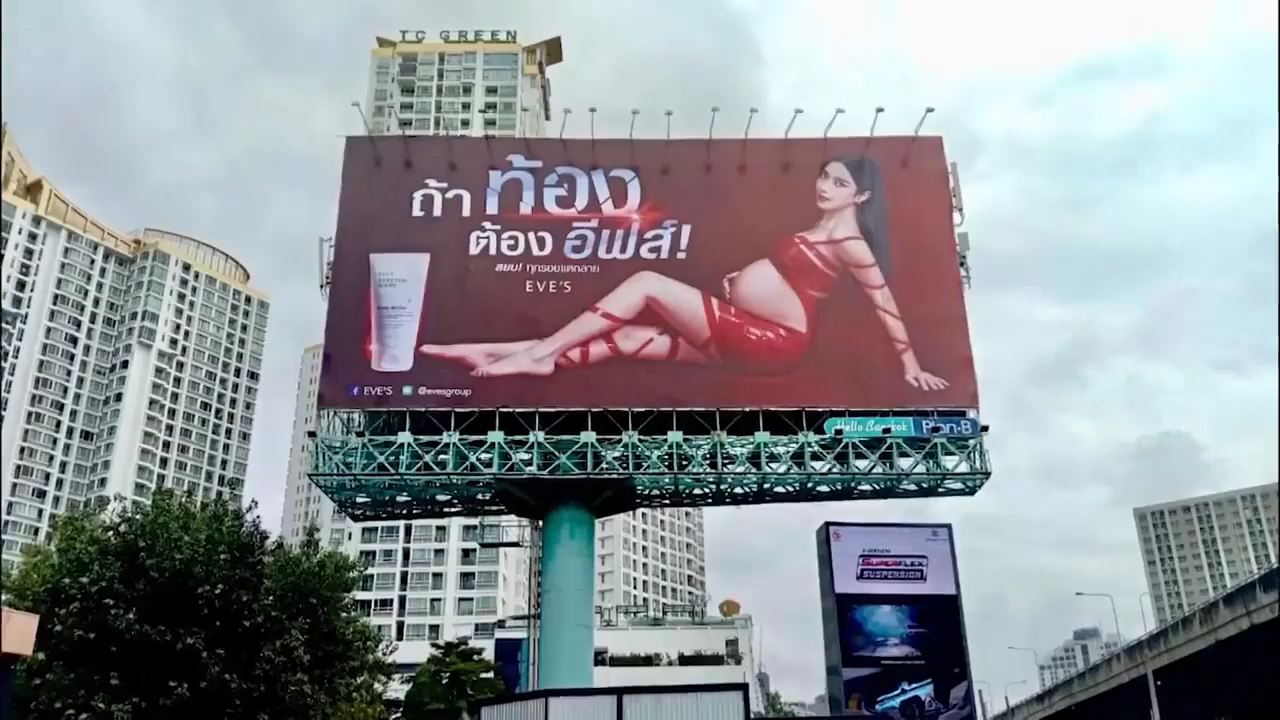 TC GREEN
ถ้า ท้อง
ต้อง อีฟส์!
สยบ! ทุกรอยแตกลาย
EVE'S
EVE'S @evesgroup
Hello Bangkok Plan B
SUPERFLEX
SUSPENSION